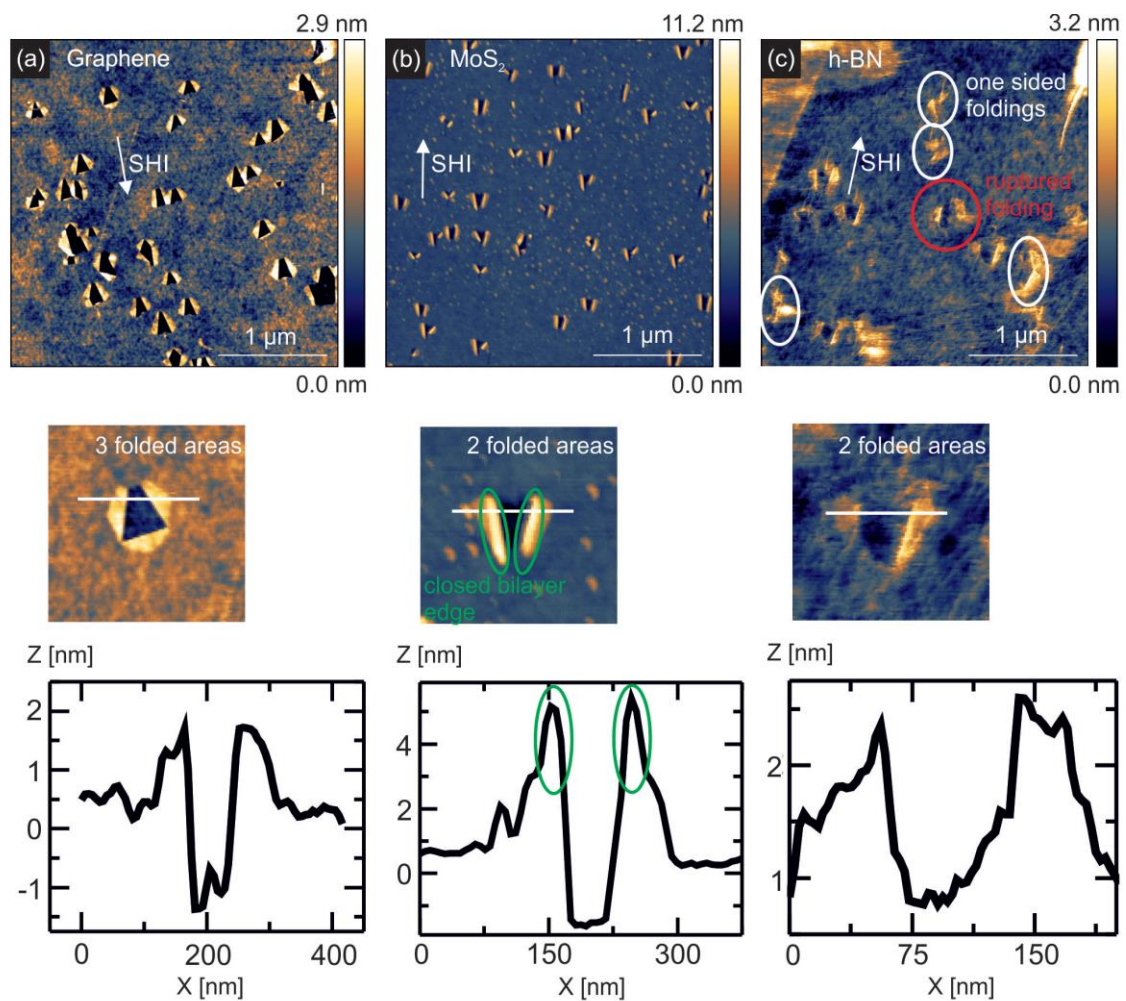 2.9 nm
11.2 nm
3.2 nm
(a) Graphene
(b) MoS₂
(c) h-BN
one sided
foldings
SHI
SHI
SHI
ruptured
folding
1 µm
1 µm
1 µm
0.0 nm
0.0 nm
0.0 nm
3 folded areas
2 folded areas
2 folded areas
closed bilayer
edge
Z [nm]
2
1
0
-1
0
200
400
X [nm]
Z [nm]
4
2
0
0
150
300
X [nm]
Z [nm]
2
1
0
75
150
X [nm]